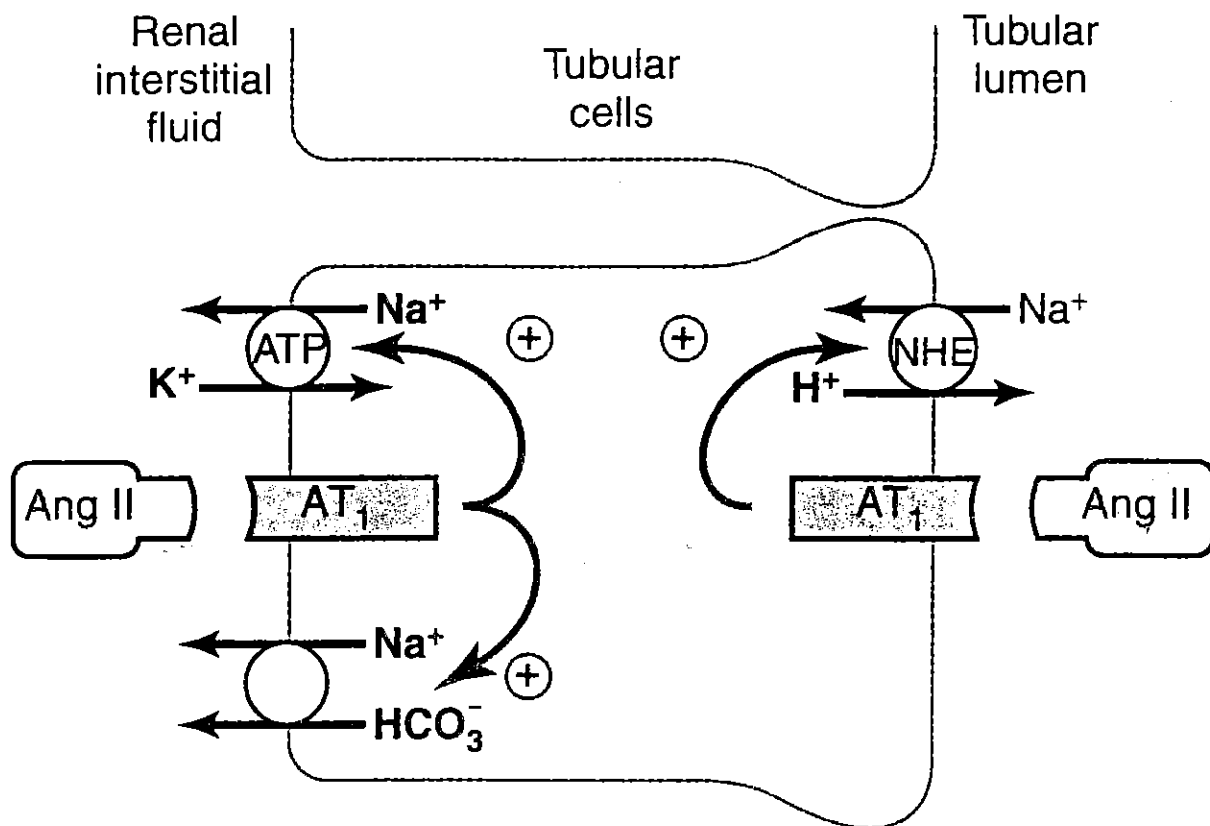 Renal
interstitial
fluid
Tubular
cells
Tubular
lumen
Na⁺
ATP
K⁺
+
+
Na⁺
NHE
H⁺
Ang II
AT₁
AT₁
Ang II
Na⁺
HCO₃⁻
+